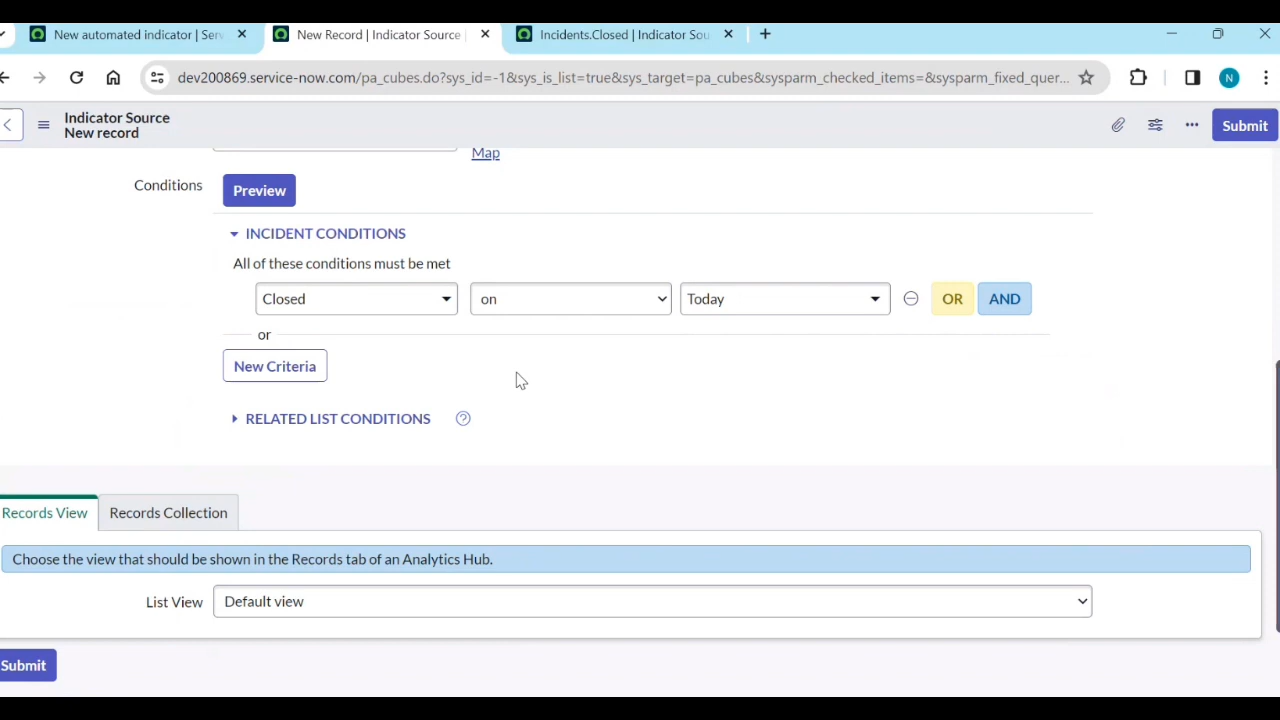 New automated indicator | Serv
New Record | Indicator Source |
Incidents.Closed | Indicator Sou
dev200869.service-now.com/pa_cubes.do?sys_id=-1&sys_is_list=true&sys_target=pa_cubes&sysparm_checked_items=&sysparm_fixed_quer...
N
Indicator Source
New record
Submit
Map
Conditions
Preview
INCIDENT CONDITIONS
All of these conditions must be met
Closed on Today OR AND
or
New Criteria
RELATED LIST CONDITIONS ?
Records View Records Collection
Choose the view that should be shown in the Records tab of an Analytics Hub.
List View Default view
Submit